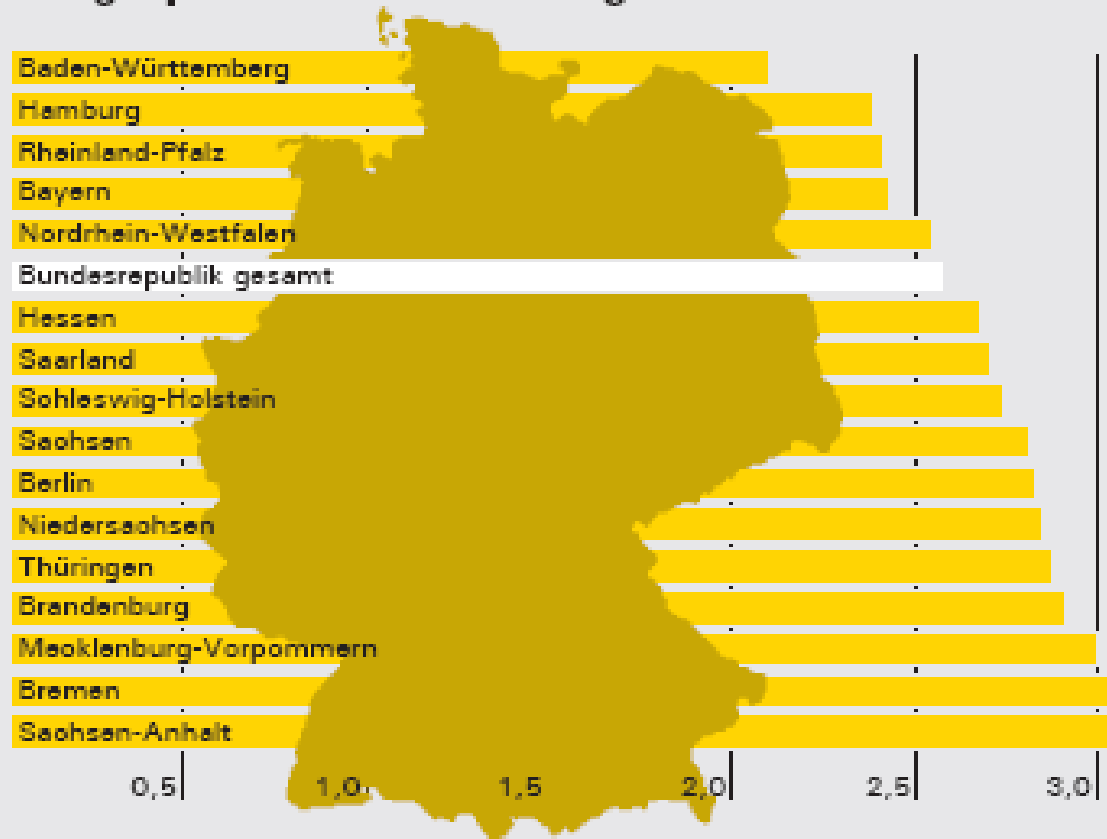 Baden-Württemberg
Hamburg
Rheinland-Pfalz
Bayern
Nordrhein-Westfalen
Bundesrepublik gesamt
Hessen
Saarland
Schleswig-Holstein
Sachsen
Berlin
Niedersachsen
Thüringen
Brandenburg
Mecklenburg-Vorpommern
Bremen
Sachsen-Anhalt
0,5 1,0 1,5 2,0 2,5 3,0